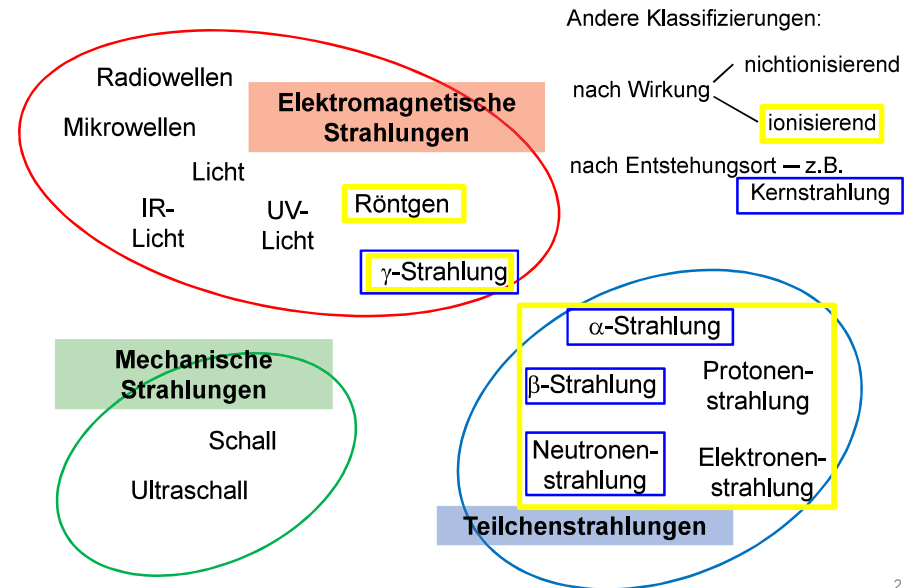 Andere Klassifizierungen:
nichtionisierend
nach Wirkung
ionisierend
nach Entstehungsort – z.B.
Kernstrahlung
Radiowellen
Elektromagnetische
Strahlungen
Mikrowellen
Licht
IR-
Licht
UV-
Licht
Röntgen
γ-Strahlung
Mechanische
Strahlungen
Schall
Ultraschall
α-Strahlung
β-Strahlung
Protonen-
strahlung
Neutronen-
strahlung
Elektronen-
strahlung
Teilchenstrahlungen
2